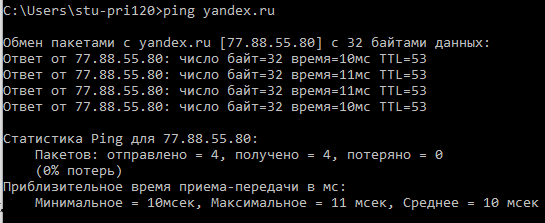 C:\Users\stu-pri120>ping yandex.ru
Обмен пакетами с yandex.ru [77.88.55.80] с 32 байтами данных:
Ответ от 77.88.55.80: число байт=32 время=10мс TTL=53
Ответ от 77.88.55.80: число байт=32 время=11мс TTL=53
Ответ от 77.88.55.80: число байт=32 время=11мс TTL=53
Ответ от 77.88.55.80: число байт=32 время=10мс TTL=53
Статистика Ping для 77.88.55.80:
Пакетов: отправлено = 4, получено = 4, потеряно = 0
(0% потерь)
Приблизительное время приема-передачи в мс:
Минимальное = 10мсек, Максимальное = 11 мсек, Среднее = 10 мсек